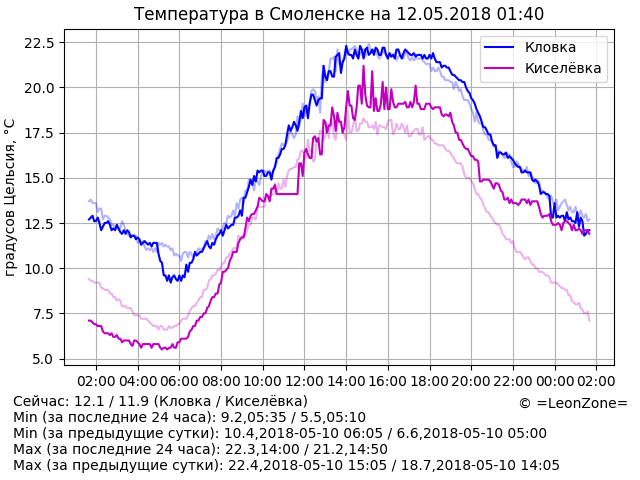 Температура в Смоленске на 12.05.2018 01:40
22.5
20.0
17.5
15.0
12.5
10.0
7.5
5.0
градусов Цельсия, °C
Кловка
Киселёвка
02:00 04:00 06:00 08:00 10:00 12:00 14:00 16:00 18:00 20:00 22:00 00:00 02:00
Сейчас: 12.1 / 11.9 (Кловка / Киселёвка)
© =LeonZone=
Min (за последние 24 часа): 9.2,05:35 / 5.5,05:10
Min (за предыдущие сутки): 10.4,2018-05-10 06:05 / 6.6,2018-05-10 05:00
Max (за последние 24 часа): 22.3,14:00 / 21.2,14:50
Max (за предыдущие сутки): 22.4,2018-05-10 15:05 / 18.7,2018-05-10 14:05